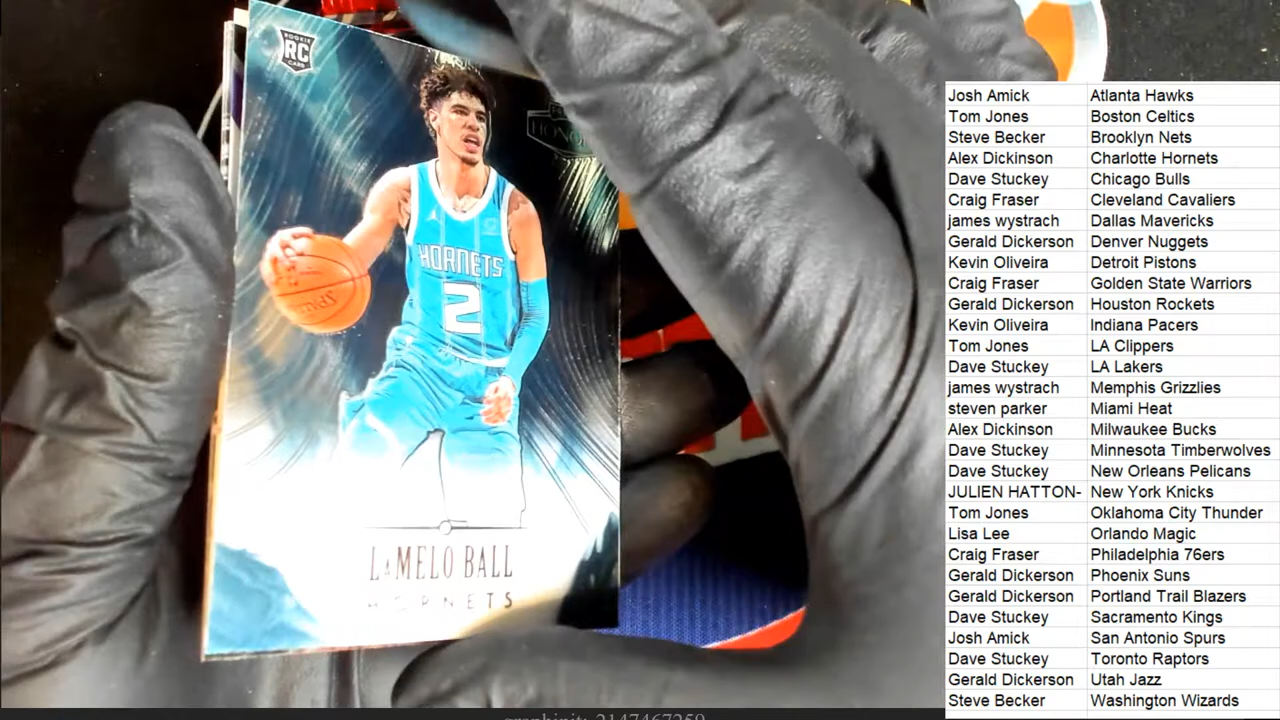 ROOKIE
RC
CARD
HONO
HORNETS
2
LaMELO BALL
HORNETS
Josh Amick Atlanta Hawks
Tom Jones Boston Celtics
Steve Becker Brooklyn Nets
Alex Dickinson Charlotte Hornets
Dave Stuckey Chicago Bulls
Craig Fraser Cleveland Cavaliers
james wystrach Dallas Mavericks
Gerald Dickerson Denver Nuggets
Kevin Oliveira Detroit Pistons
Craig Fraser Golden State Warriors
Gerald Dickerson Houston Rockets
Kevin Oliveira Indiana Pacers
Tom Jones LA Clippers
Dave Stuckey LA Lakers
james wystrach Memphis Grizzlies
steven parker Miami Heat
Alex Dickinson Milwaukee Bucks
Dave Stuckey Minnesota Timberwolves
Dave Stuckey New Orleans Pelicans
JULIEN HATTON- New York Knicks
Tom Jones Oklahoma City Thunder
Lisa Lee Orlando Magic
Craig Fraser Philadelphia 76ers
Gerald Dickerson Phoenix Suns
Gerald Dickerson Portland Trail Blazers
Dave Stuckey Sacramento Kings
Josh Amick San Antonio Spurs
Dave Stuckey Toronto Raptors
Gerald Dickerson Utah Jazz
Steve Becker Washington Wizards